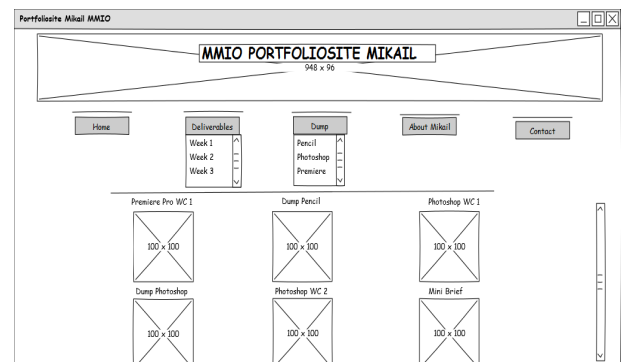 Portfoliosite Mikail MMIO
MMIO PORTFOLIOSITE MIKAIL
948 x 96
Home
Deliverables
Dump
About Mikail
Contact
Week 1
Week 2
Week 3
Pencil
Photoshop
Premiere
Premiere Pro WC 1
Dump Pencil
Photoshop WC 1
100 x 100
100 x 100
100 x 100
Dump Photoshop
Photoshop WC 2
Mini Brief
100 x 100
100 x 100
100 x 100